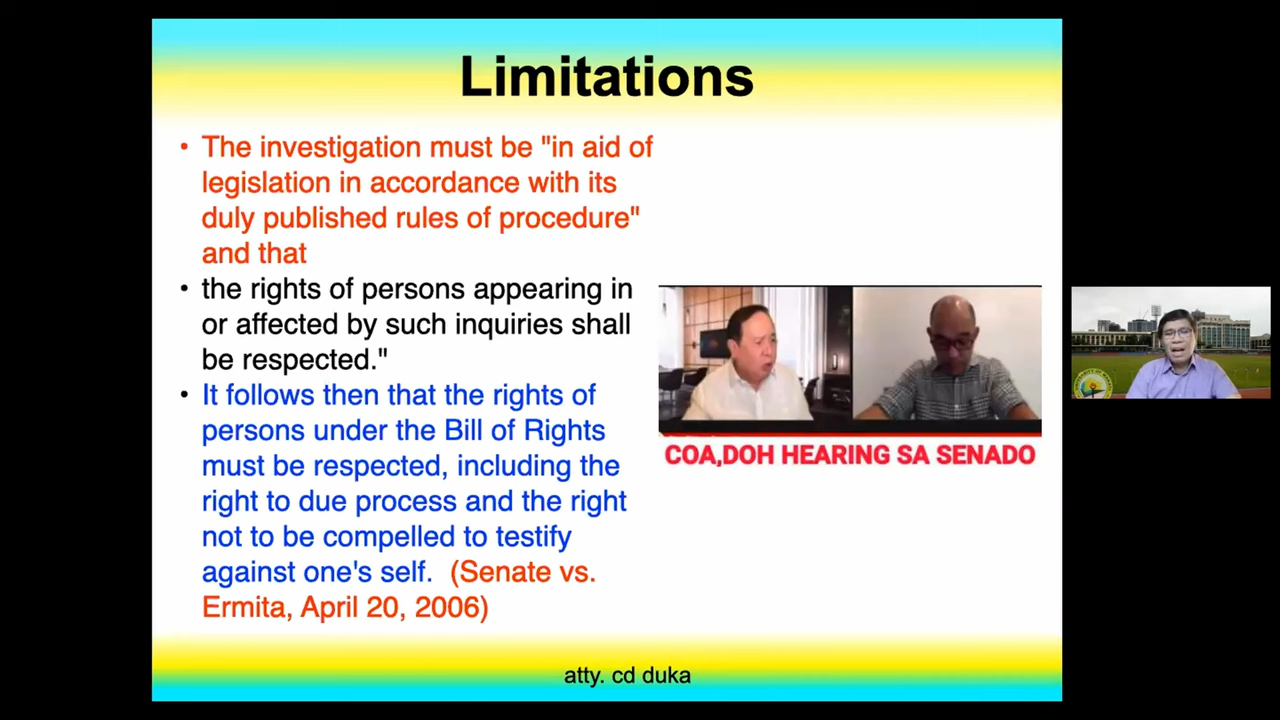 Limitations
• The investigation must be "in aid of
legislation in accordance with its
duly published rules of procedure"
and that
• the rights of persons appearing in
or affected by such inquiries shall
be respected."
• It follows then that the rights of
persons under the Bill of Rights
must be respected, including the
right to due process and the right
not to be compelled to testify
against one's self. (Senate vs.
Ermita, April 20, 2006)
COA,DOH HEARING SA SENADO
atty. cd duka